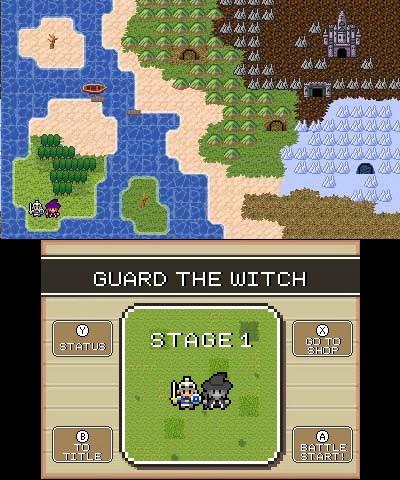 GUARD THE WITCH
STAGE 1
Y
STATUS
X
GO TO
SHOP
B
TO
TITLE
A
BATTLE
START!